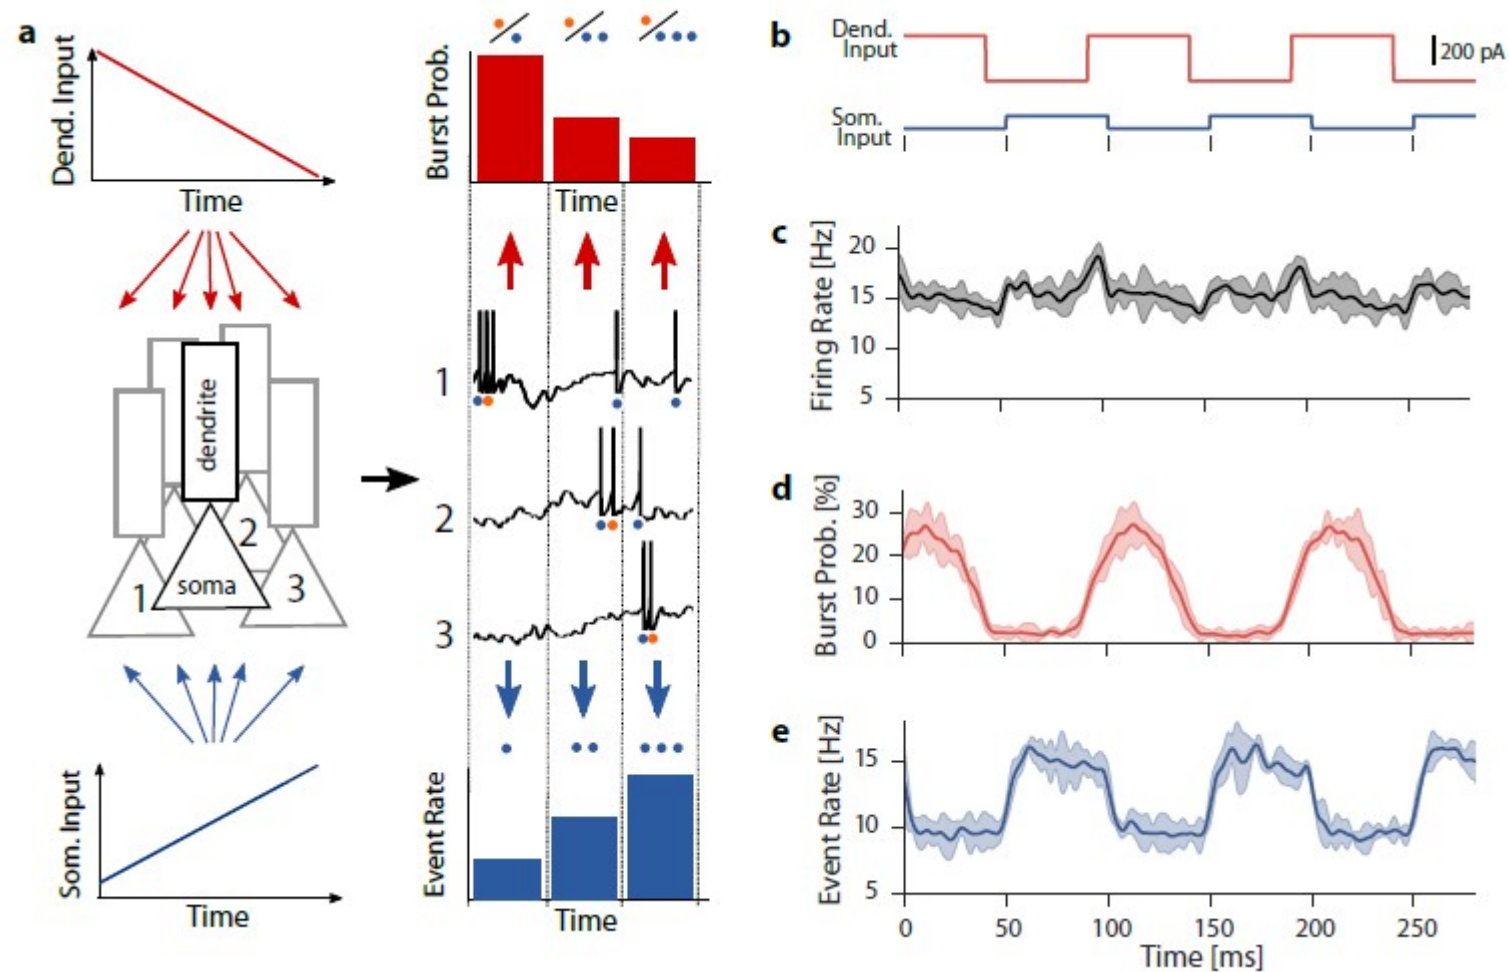 a
Dend. Input
Time
dendrite
soma
1
2
3
Som. Input
Time
Burst Prob.
Time
1
2
3
Event Rate
Time
b
Dend.
Input
200 pA
Som.
Input
c
Firing Rate [Hz]
20
15
10
5
d
Burst Prob. [%]
30
20
10
0
e
Event Rate [Hz]
15
10
5
0 50 100 150 200 250
Time [ms]